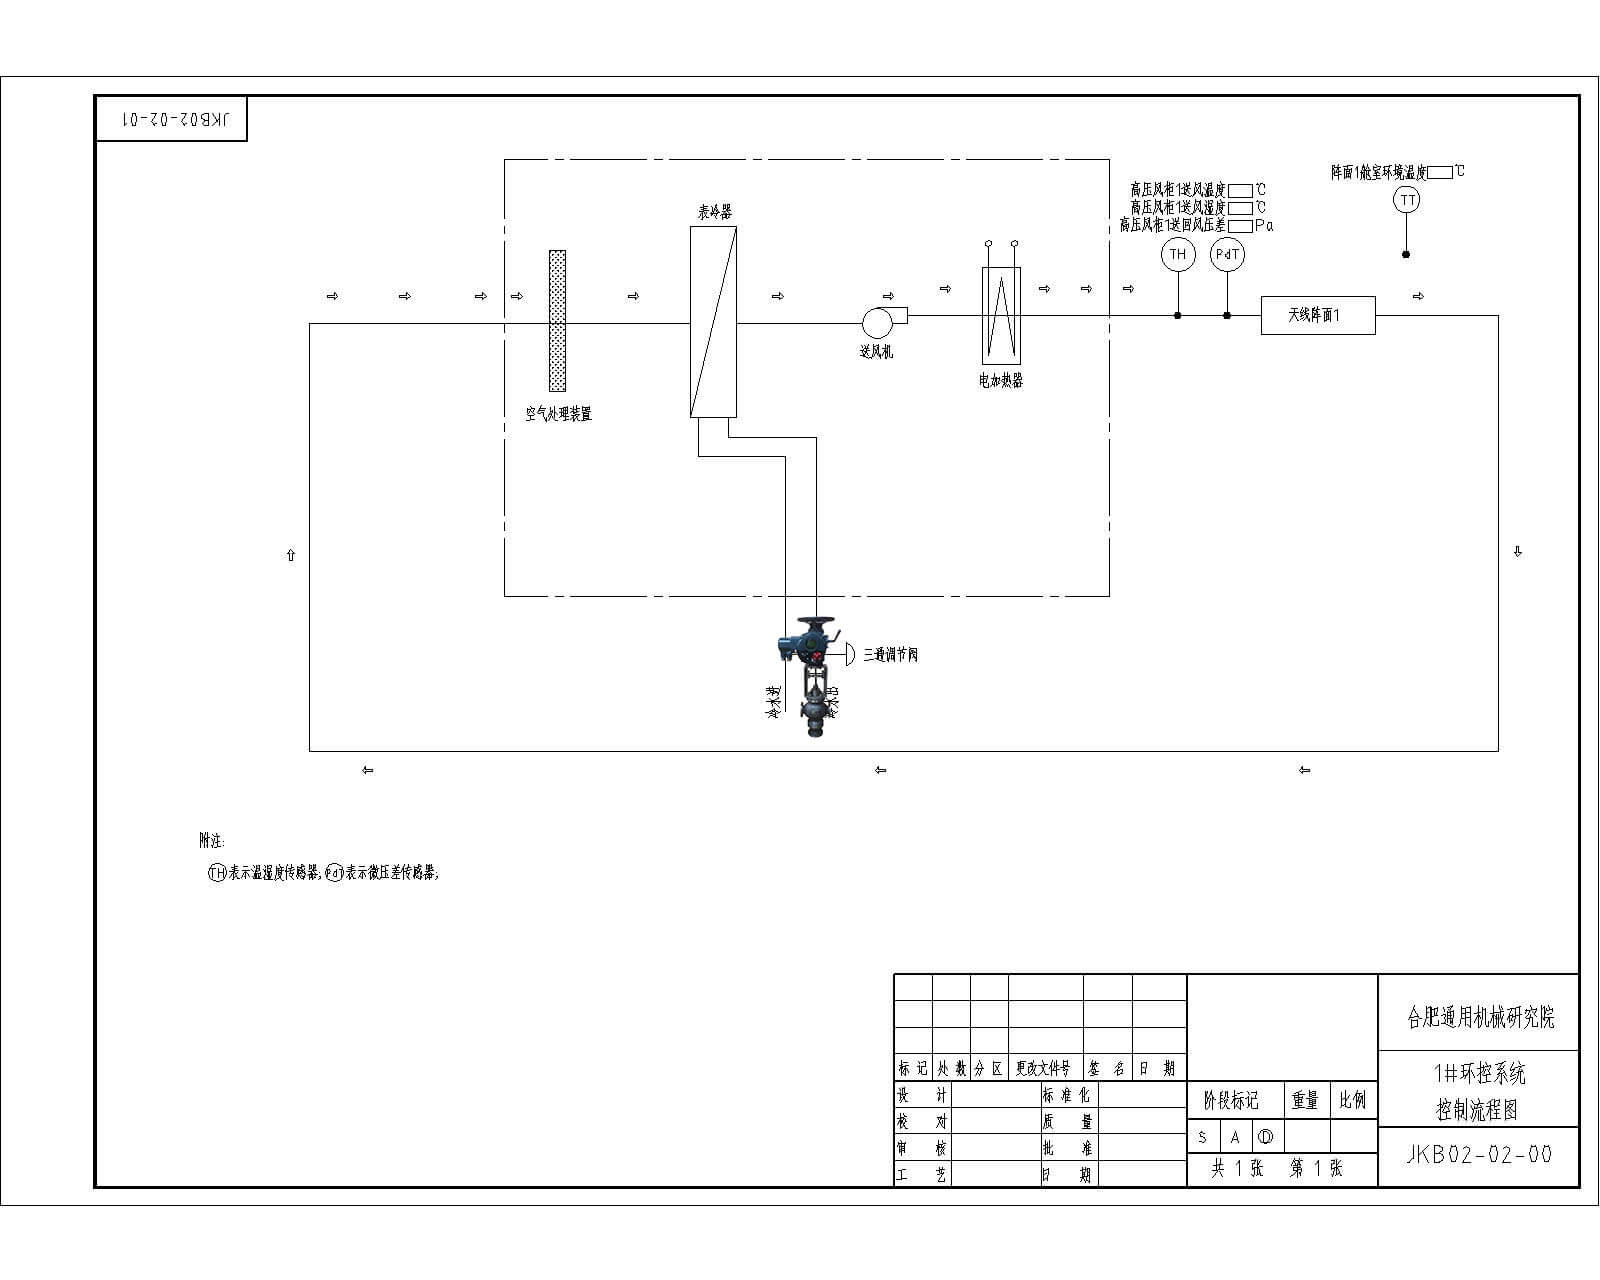 JKB02-02-01
阵面1舱室环境温度 ℃
TT
高压风柜1送风温度 ℃
高压风柜1送风湿度 ℃
高压风柜1送回风压差 Pa
TH
PdT
表冷器
天线阵面1
送风机
电加热器
空气处理装置
三通调节阀
冷水进
冷水出
附注:
TH 表示温湿度传感器; PdT 表示微压差传感器;
合肥通用机械研究院
标记 处数 分区 更改文件号 签名 日期
1#环控系统
控制流程图
设计 标准化
阶段标记 重量 比例
校对 质量
S A D
审核 批准
JKB02-02-00
共 1 张 第 1 张
工艺 日期